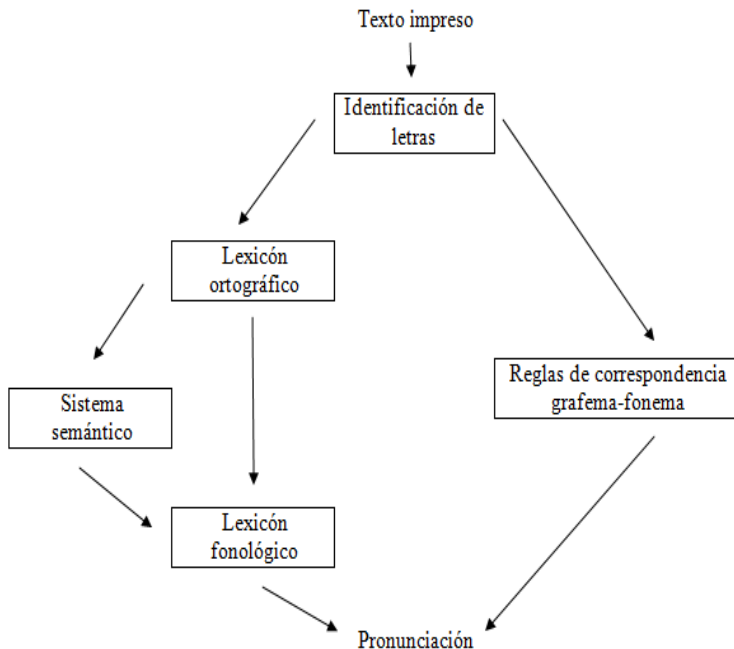 Texto impreso
Identificación de
letras
Lexicón
ortográfico
Reglas de correspondencia
grafema-fonema
Sistema
semántico
Lexicón
fonológico
Pronunciación